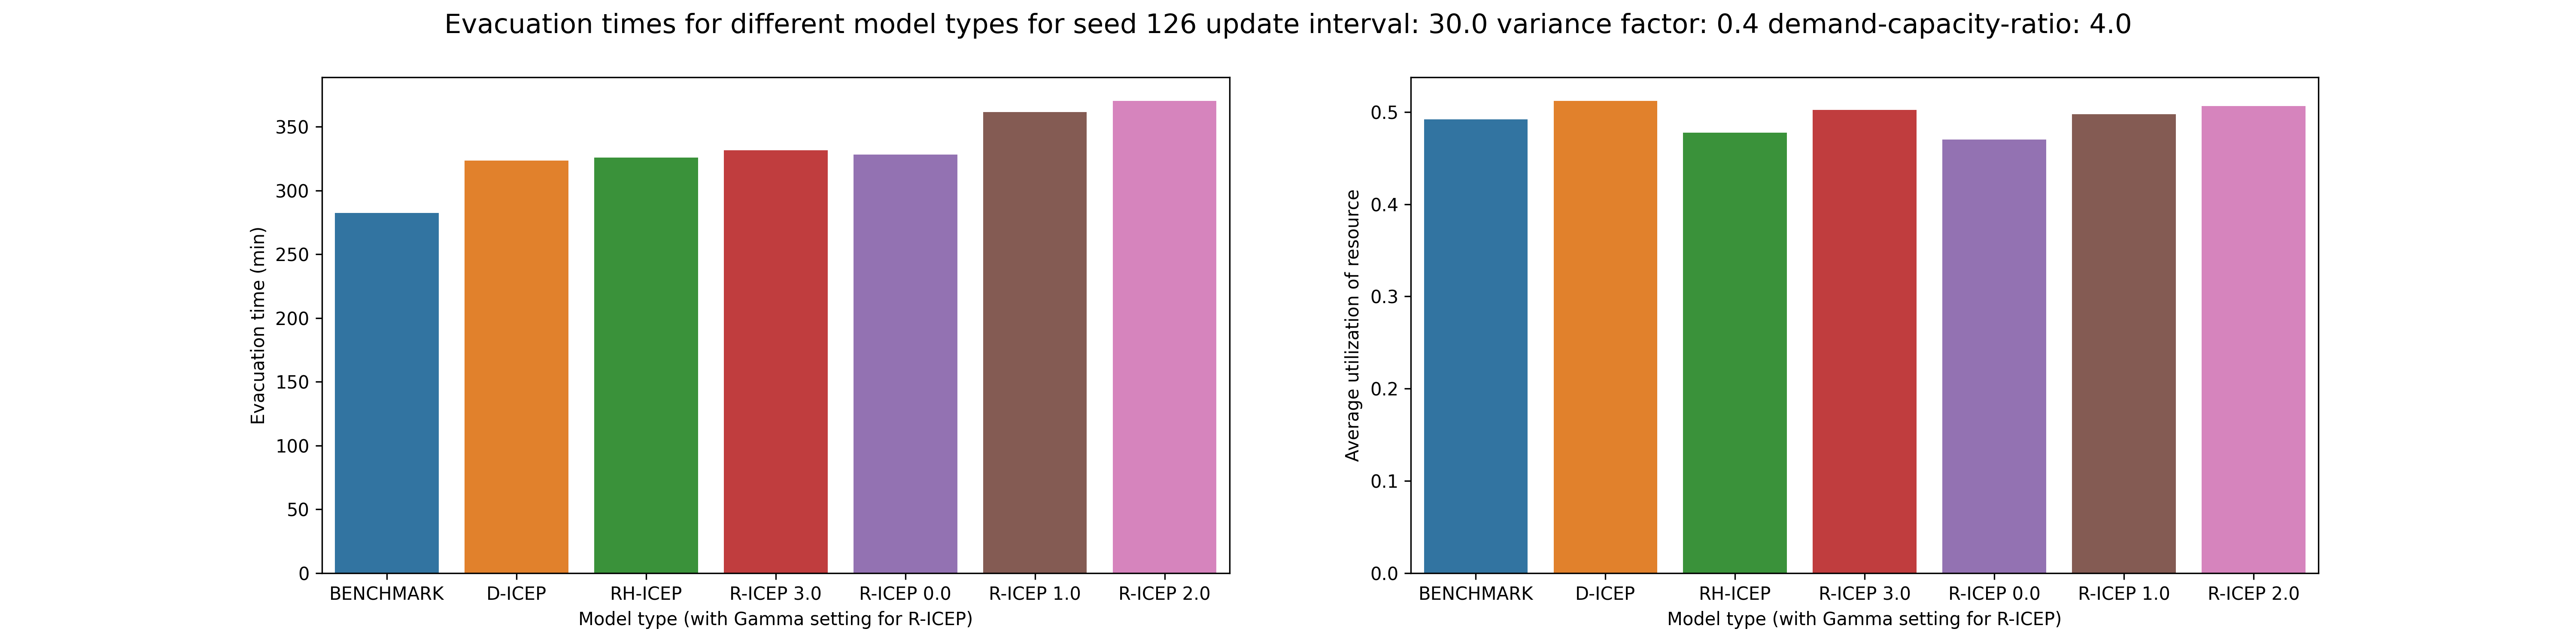 Evacuation times for different model types for seed 126 update interval: 30.0 variance factor: 0.4 demand-capacity-ratio: 4.0
Evacuation time (min)
350
300
250
200
150
100
50
0
BENCHMARK D-ICEP RH-ICEP R-ICEP 3.0 R-ICEP 0.0 R-ICEP 1.0 R-ICEP 2.0
Model type (with Gamma setting for R-ICEP)
Average utilization of resource
0.5
0.4
0.3
0.2
0.1
0.0
BENCHMARK D-ICEP RH-ICEP R-ICEP 3.0 R-ICEP 0.0 R-ICEP 1.0 R-ICEP 2.0
Model type (with Gamma setting for R-ICEP)